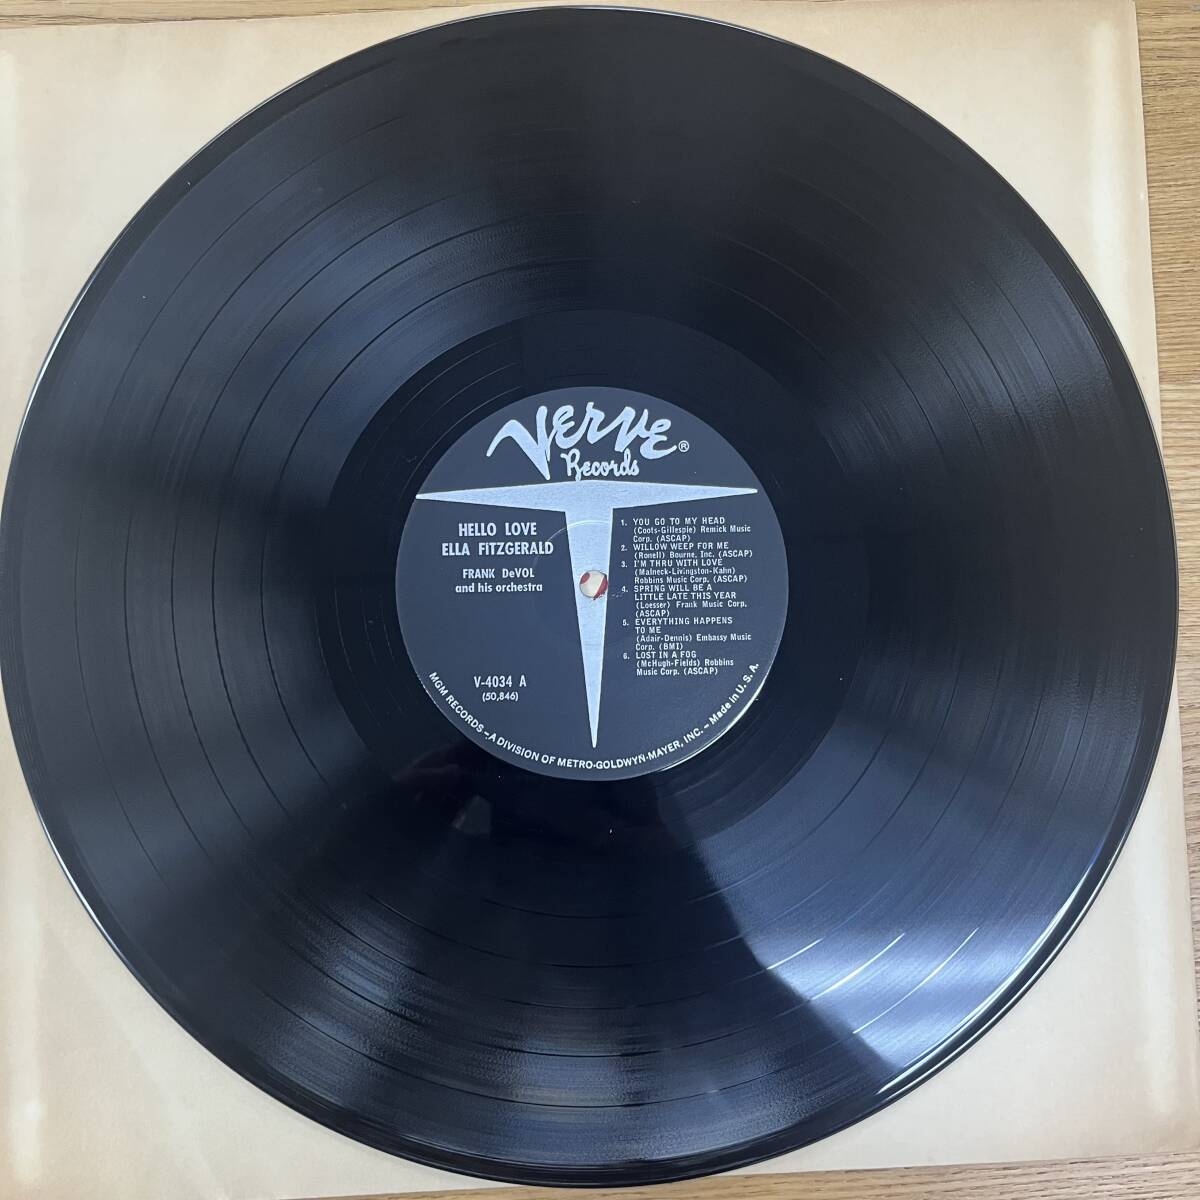 VERVE®
Records
HELLO LOVE
ELLA FITZGERALD
FRANK DeVOL
and his orchestra
V-4034 A
(50,846)
1. YOU GO TO MY HEAD
(Coots-Gillespie) Remick Music
Corp. (ASCAP)
2. WILLOW WEEP FOR ME
(Ronell) Bourne, Inc. (ASCAP)
3. I'M THRU WITH LOVE
(Malneck-Livingston-Kahn)
Robbins Music Corp. (ASCAP)
4. SPRING WILL BE A
LITTLE LATE THIS YEAR
(Loesser) Frank Music Corp.
(ASCAP)
5. EVERYTHING HAPPENS
TO ME
(Adair-Dennis) Embassy Music
Corp. (BMI)
6. LOST IN A FOG
(McHugh-Fields) Robbins
Music Corp. (ASCAP)
MGM RECORDS – A DIVISION OF METRO-GOLDWYN-MAYER, INC. – Made in U. S. A.